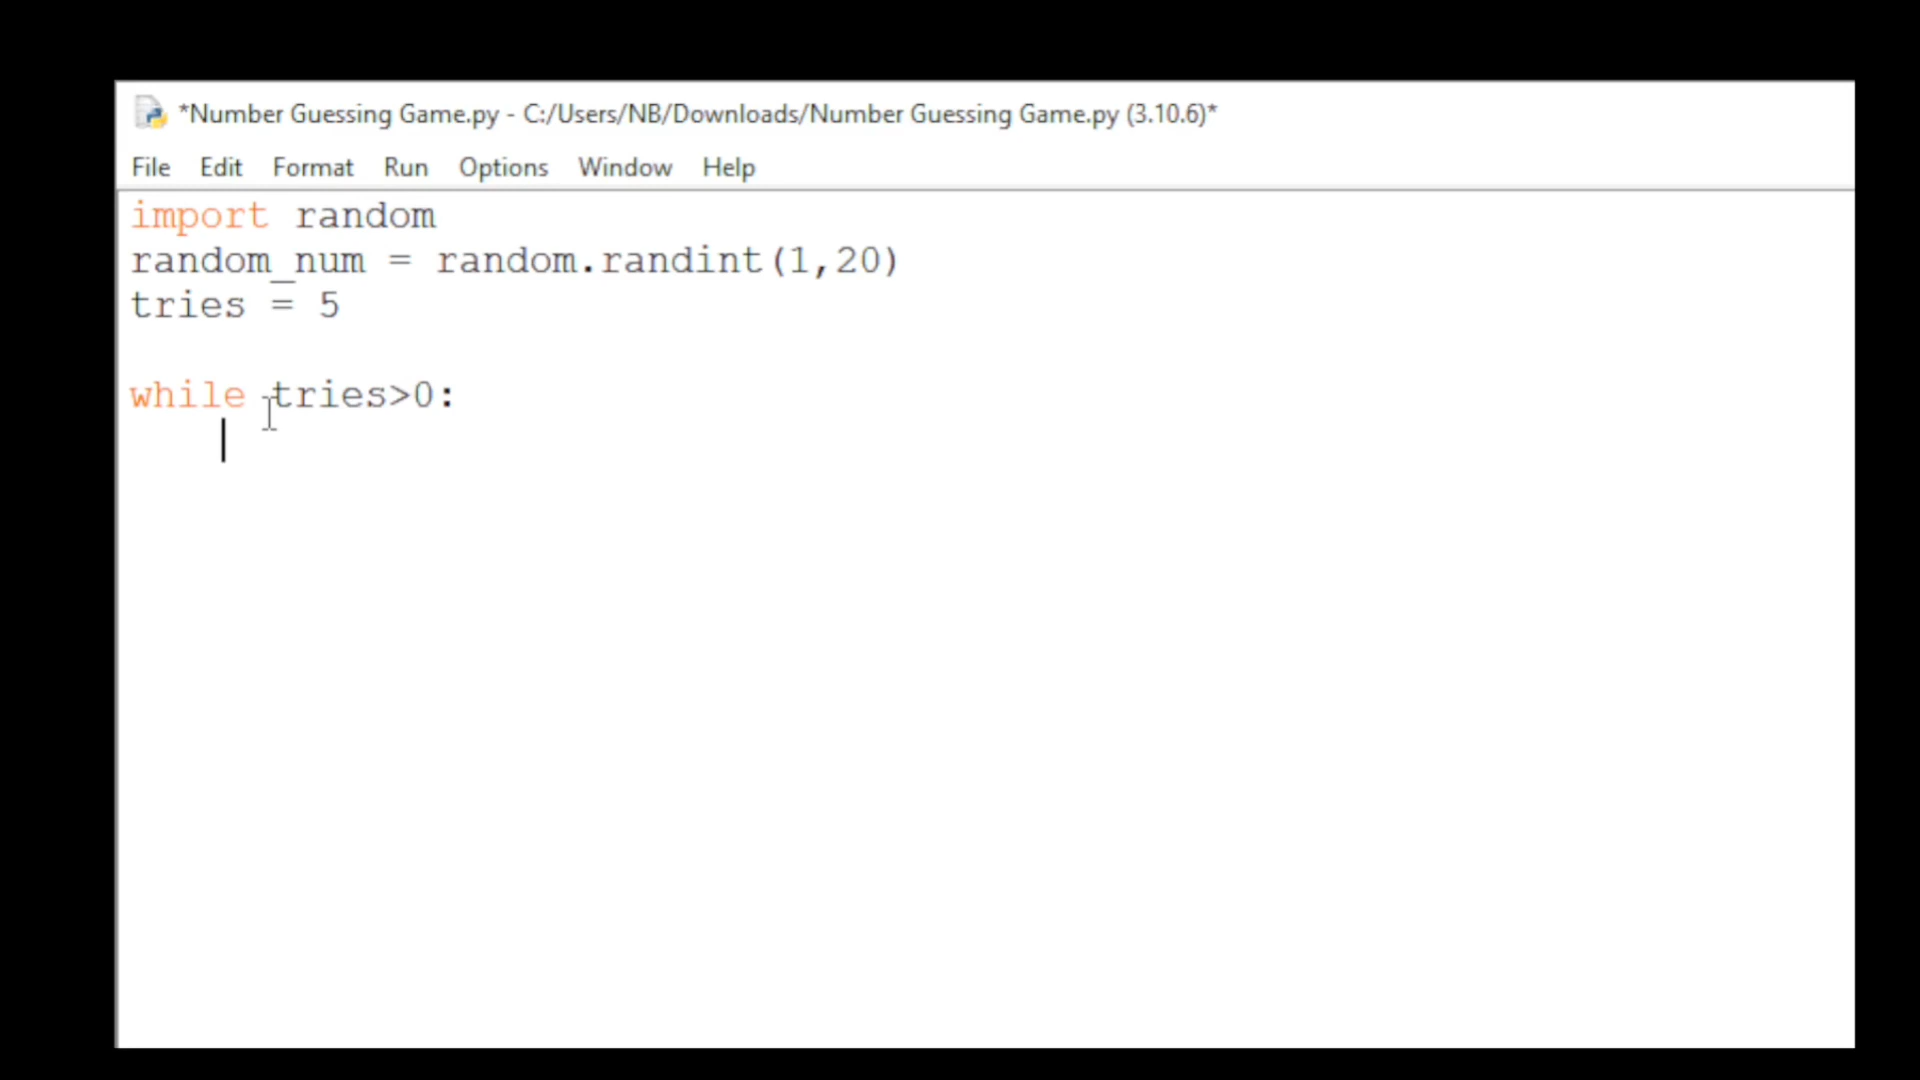 *Number Guessing Game.py - C:/Users/NB/Downloads/Number Guessing Game.py (3.10.6)*
File Edit Format Run Options Window Help
import random
random_num = random.randint(1,20)
tries = 5
while tries>0: